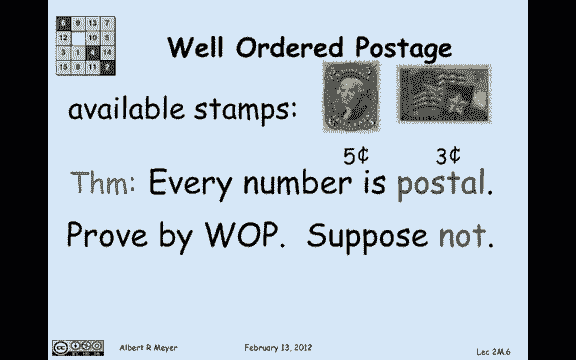 Well Ordered Postage
available stamps:
5¢ 3¢
Thm: Every number is postal.
Prove by WOP. Suppose not.
Albert R Meyer February 13, 2012 Lec 2M.6